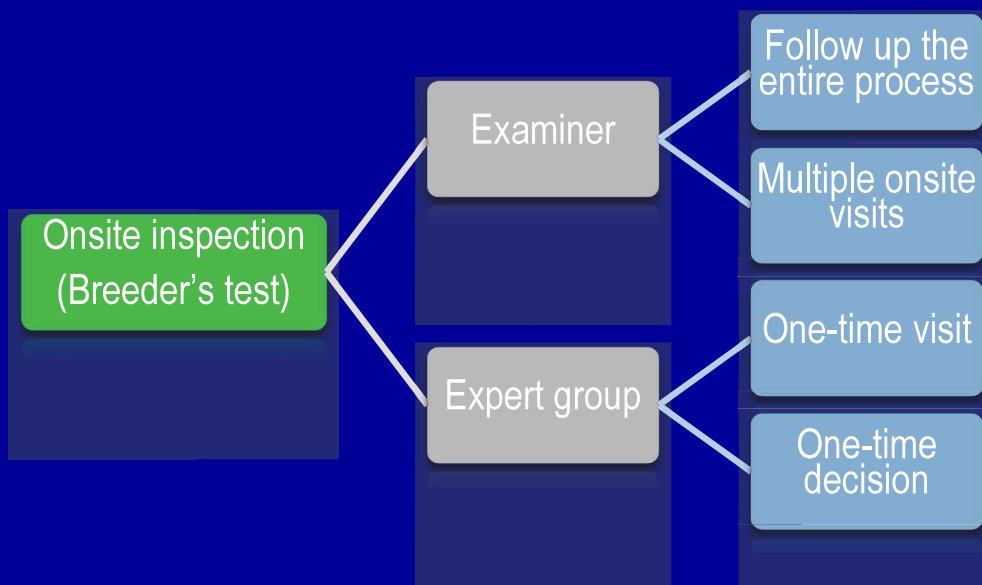 Onsite inspection
(Breeder's test)
Examiner
Follow up the
entire process
Multiple onsite
visits
Expert group
One-time visit
One-time
decision